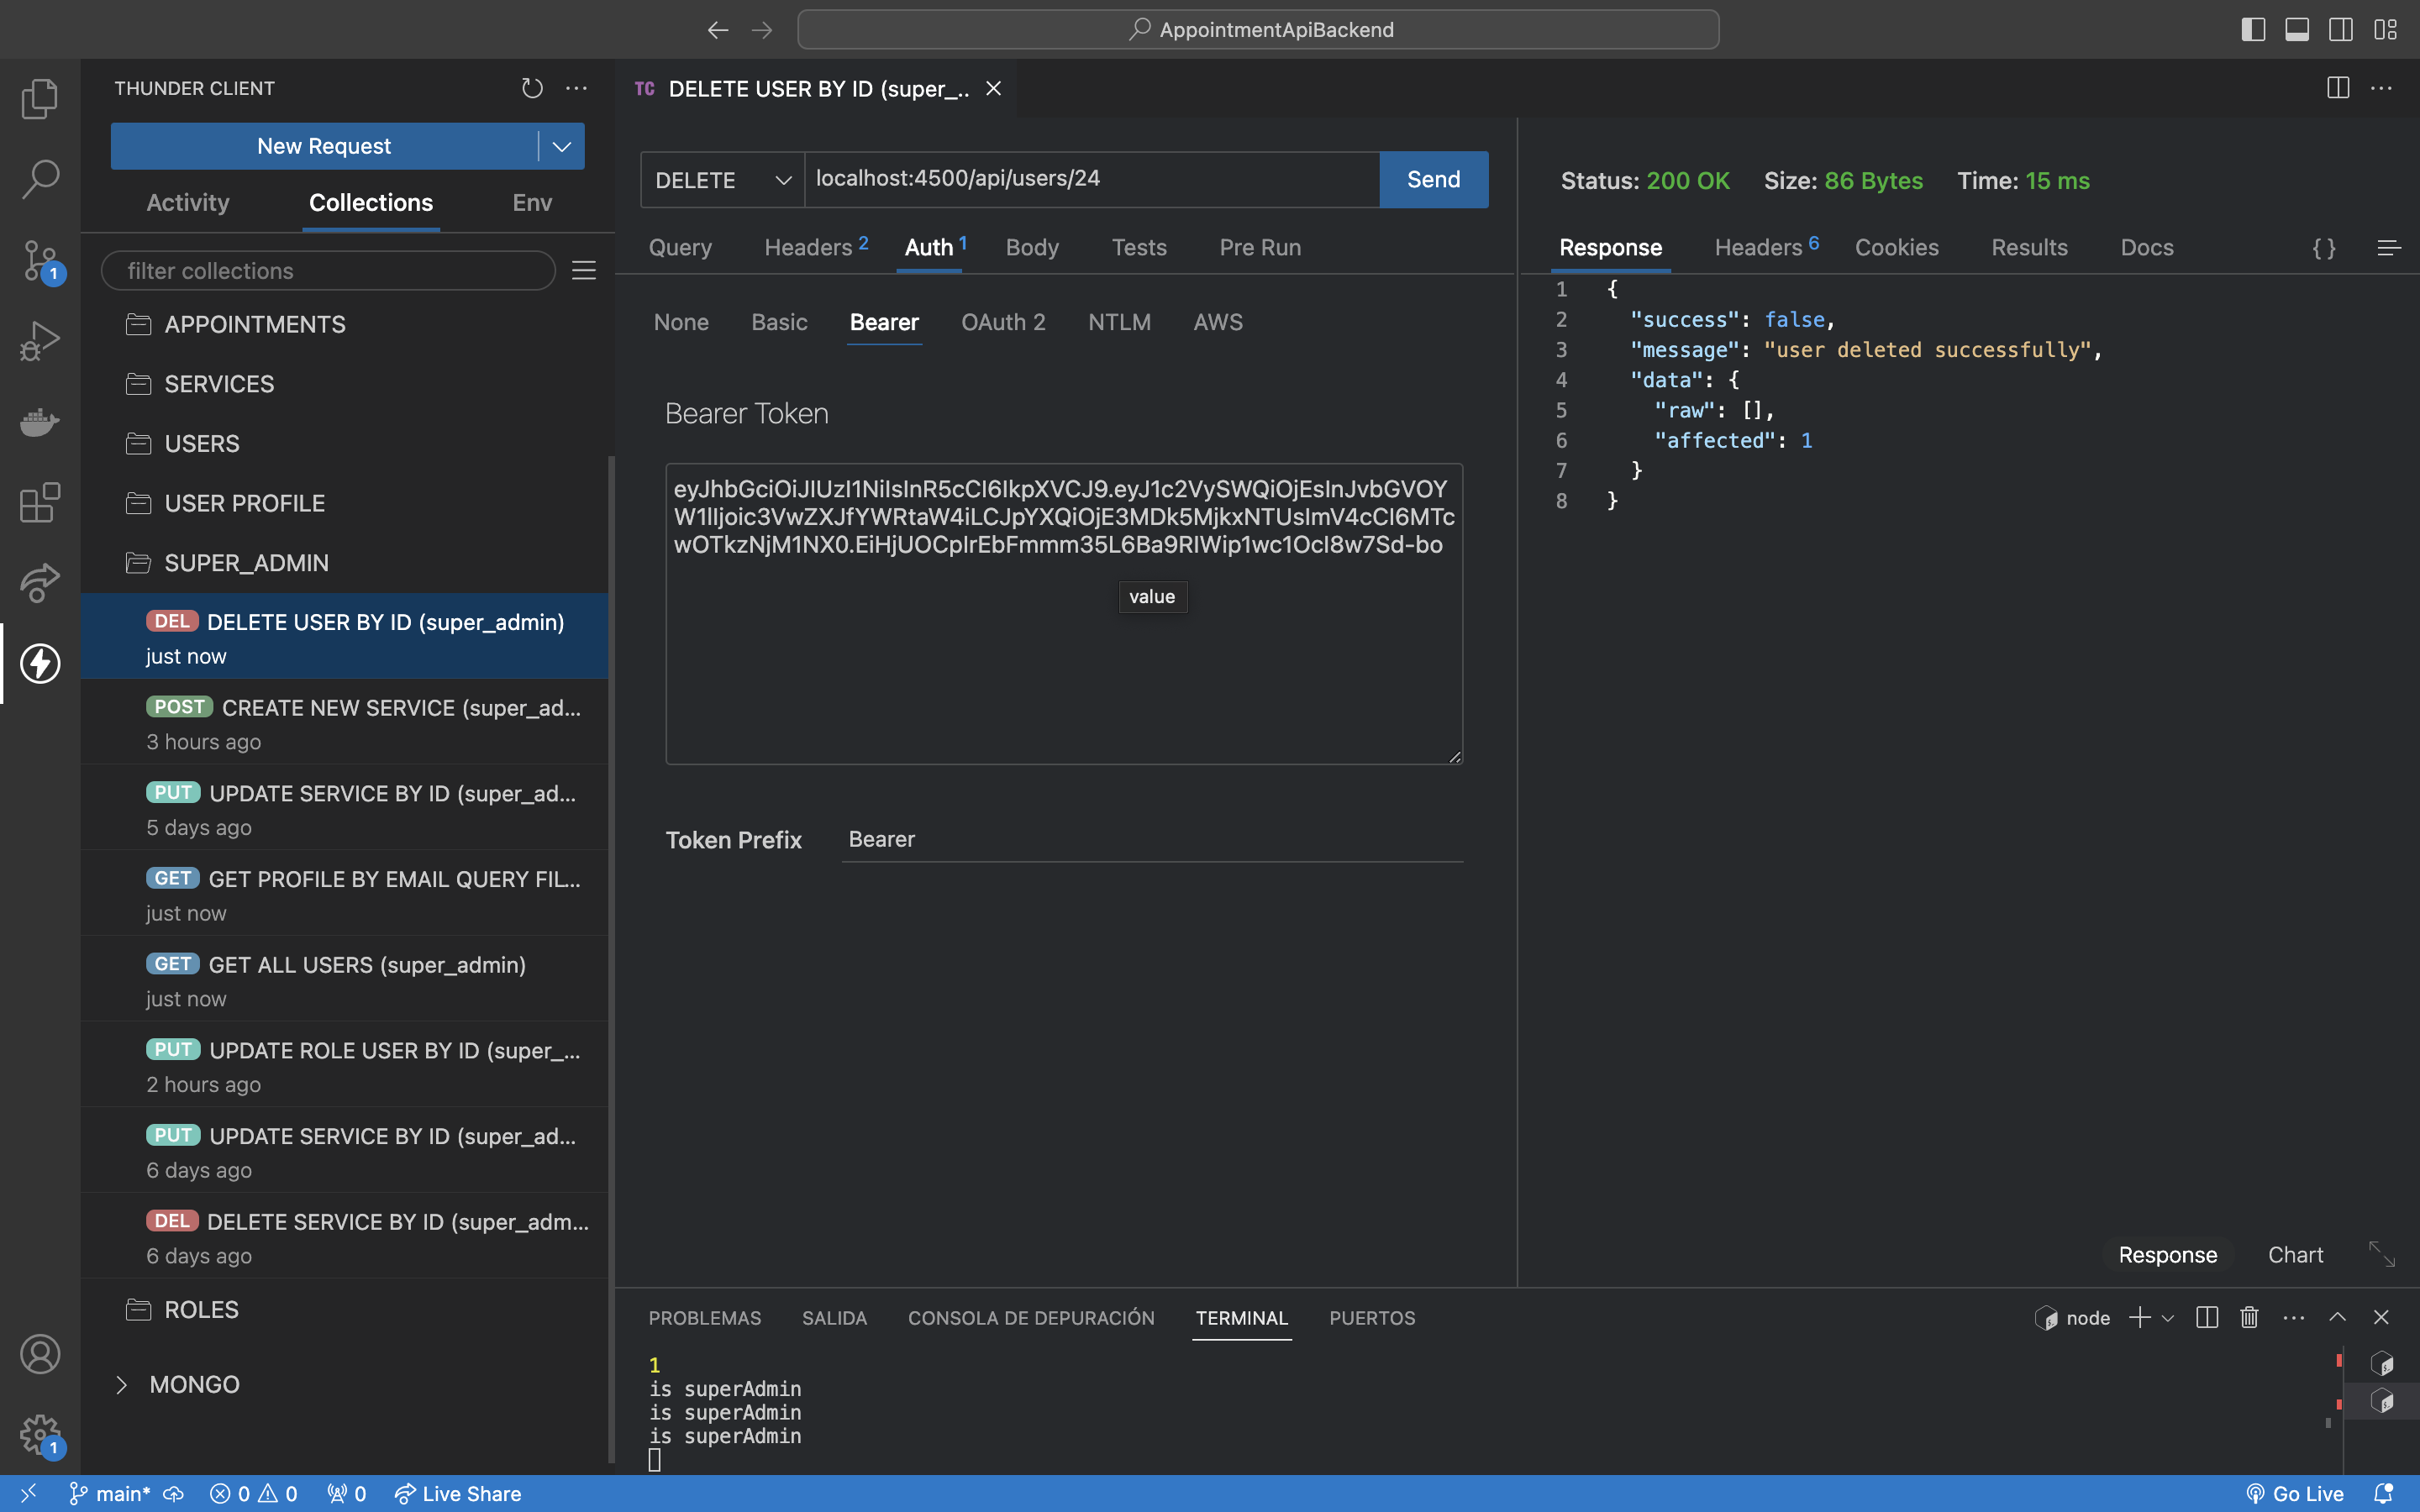 AppointmentApiBackend
THUNDER CLIENT
New Request
Activity
Collections
Env
filter collections
APPOINTMENTS
SERVICES
USERS
USER PROFILE
SUPER_ADMIN
DEL DELETE USER BY ID (super_admin)
just now
POST CREATE NEW SERVICE (super_ad...
3 hours ago
PUT UPDATE SERVICE BY ID (super_ad...
5 days ago
GET GET PROFILE BY EMAIL QUERY FIL...
just now
GET GET ALL USERS (super_admin)
just now
PUT UPDATE ROLE USER BY ID (super_...
2 hours ago
PUT UPDATE SERVICE BY ID (super_ad...
6 days ago
DEL DELETE SERVICE BY ID (super_adm...
6 days ago
ROLES
MONGO
1
1
TC DELETE USER BY ID (super_..
DELETE
localhost:4500/api/users/24
Send
Query
Headers 2
Auth 1
Body
Tests
Pre Run
None
Basic
Bearer
OAuth 2
NTLM
AWS
Bearer Token
eyJhbGciOiJIUzI1NiIsInR5cCI6IkpXVCJ9.eyJ1c2VySWQiOjEsInJvbGVOY
W1lIjoic3VwZXJfYWRtaW4iLCJpYXQiOjE3MDk5MjkxNTUsImV4cCI6MTc
wOTkzNjM1NX0.EiHjUOCplrEbFmmm35L6Ba9RIWip1wc1OcI8w7Sd-bo
value
Token Prefix
Bearer
Status: 200 OK
Size: 86 Bytes
Time: 15 ms
Response
Headers 6
Cookies
Results
Docs
{ }
1 {
2 "success": false,
3 "message": "user deleted successfully",
4 "data": {
5 "raw": [],
6 "affected": 1
7 }
8 }
Response
Chart
PROBLEMAS
SALIDA
CONSOLA DE DEPURACIÓN
TERMINAL
PUERTOS
node
1
is superAdmin
is superAdmin
is superAdmin
main*
0
0
0
Live Share
Go Live